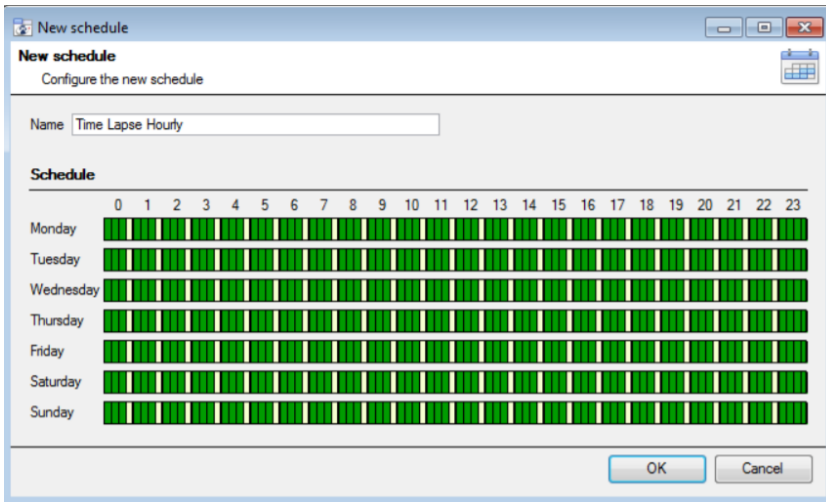 New schedule
New schedule
Configure the new schedule
Name Time Lapse Hourly
Schedule
0 1 2 3 4 5 6 7 8 9 10 11 12 13 14 15 16 17 18 19 20 21 22 23
Monday
Tuesday
Wednesday
Thursday
Friday
Saturday
Sunday
OK Cancel